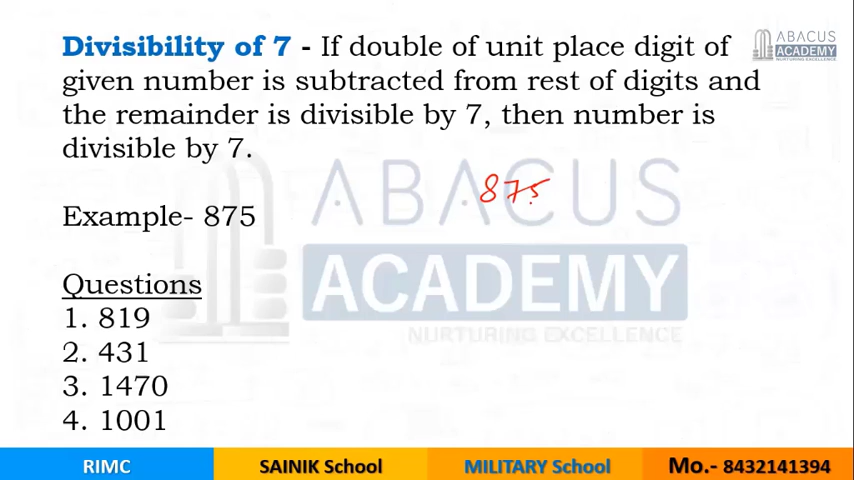 Divisibility of 7 - If double of unit place digit of
given number is subtracted from rest of digits and
the remainder is divisible by 7, then number is
divisible by 7.
ABACUS
ACADEMY
NURTURING EXCELLENCE
875
Example- 875
ABACUS
ACADEMY
NURTURING EXCELLENCE
Questions
1. 819
2. 431
3. 1470
4. 1001
RIMC
SAINIK School
MILITARY School
Mo.- 8432141394